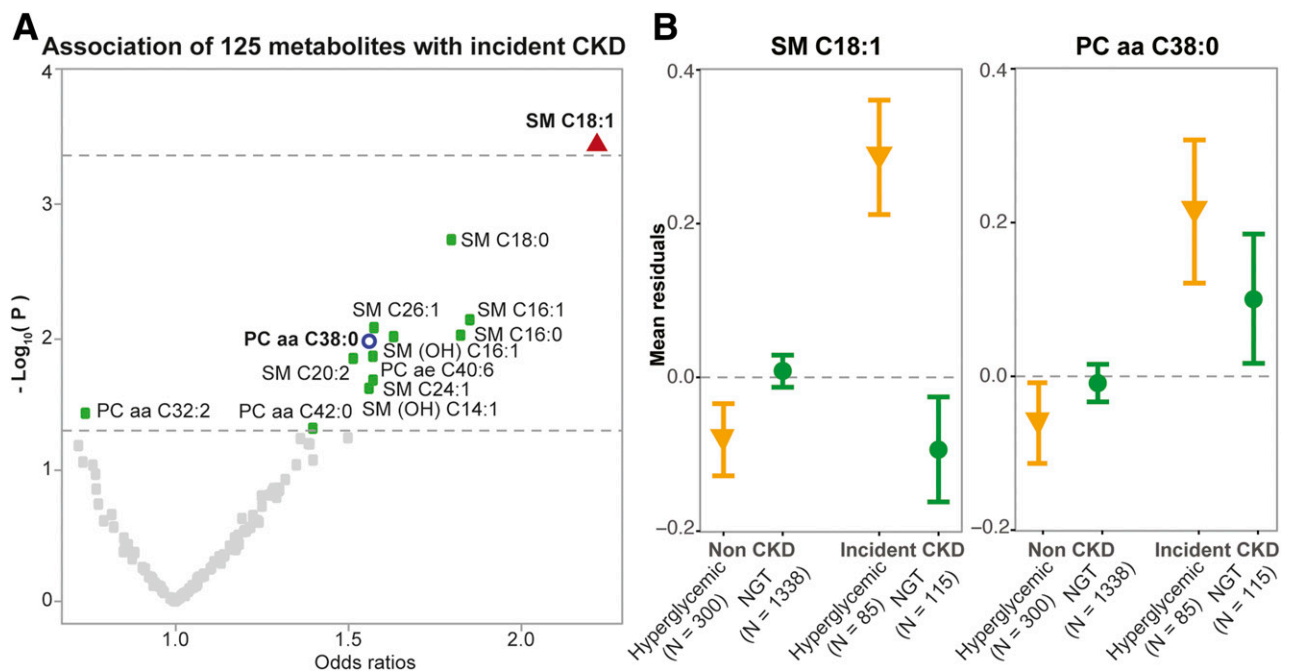 A
Association of 125 metabolites with incident CKD
4
3
2
1
0
- Log10( P )
SM C18:1
SM C18:0
SM C26:1
SM C16:1
PC aa C38:0
SM C16:0
SM (OH) C16:1
SM C20:2
PC ae C40:6
SM C24:1
PC aa C32:2
PC aa C42:0
SM (OH) C14:1
1.0
1.5
2.0
Odds ratios
B
SM C18:1
0.4
0.2
0.0
−0.2
Mean residuals
Non CKD
Incident CKD
Hyperglycemic
(N = 300)
NGT
(N = 1338)
Hyperglycemic
(N = 85)
NGT
(N = 115)
PC aa C38:0
0.4
0.2
0.0
−0.2
Non CKD
Incident CKD
Hyperglycemic
(N = 300)
NGT
(N = 1338)
Hyperglycemic
(N = 85)
NGT
(N = 115)